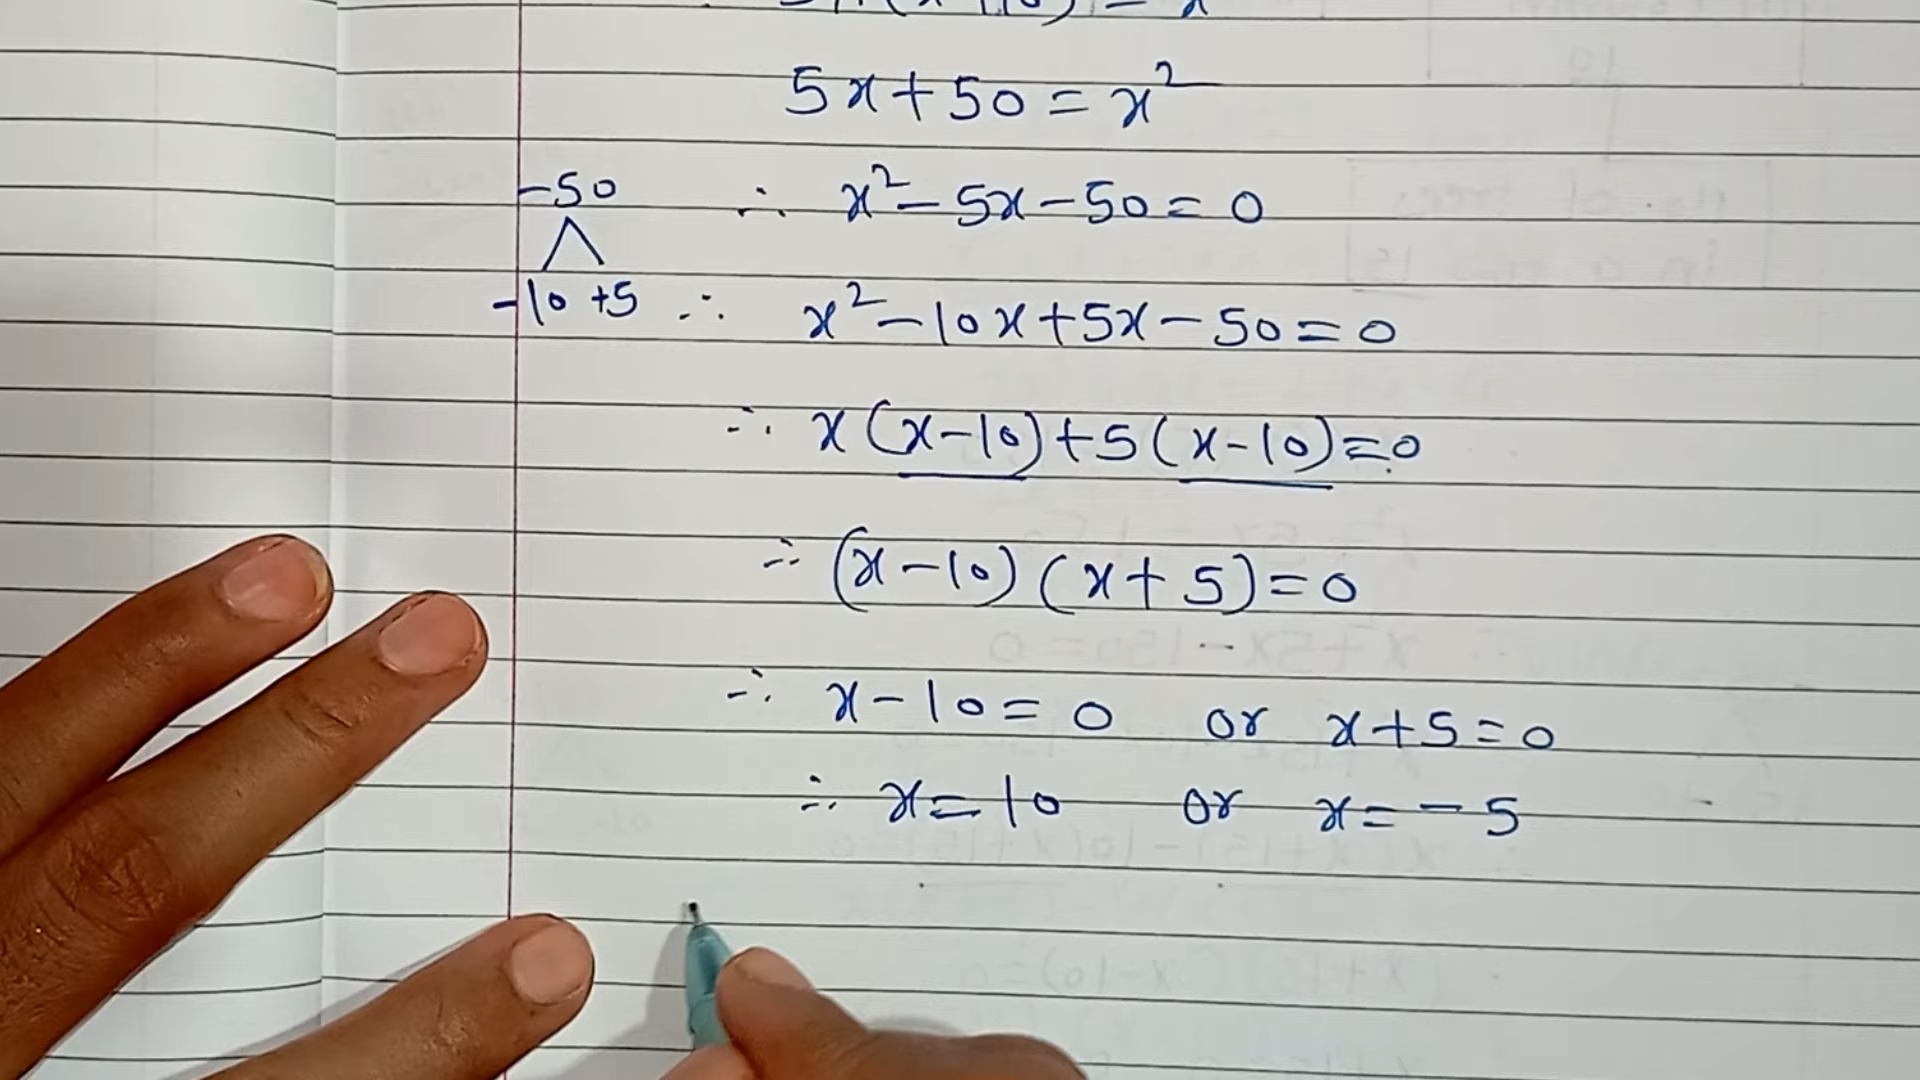 5x+50=x²
-50 ∴ x²-5x-50=0
-10 +5 ∴ x²-10x+5x-50=0
∴ x(x-10)+5(x-10)=0
∴ (x-10)(x+5)=0
∴ x-10=0 or x+5=0
∴ x=10 or x=-5